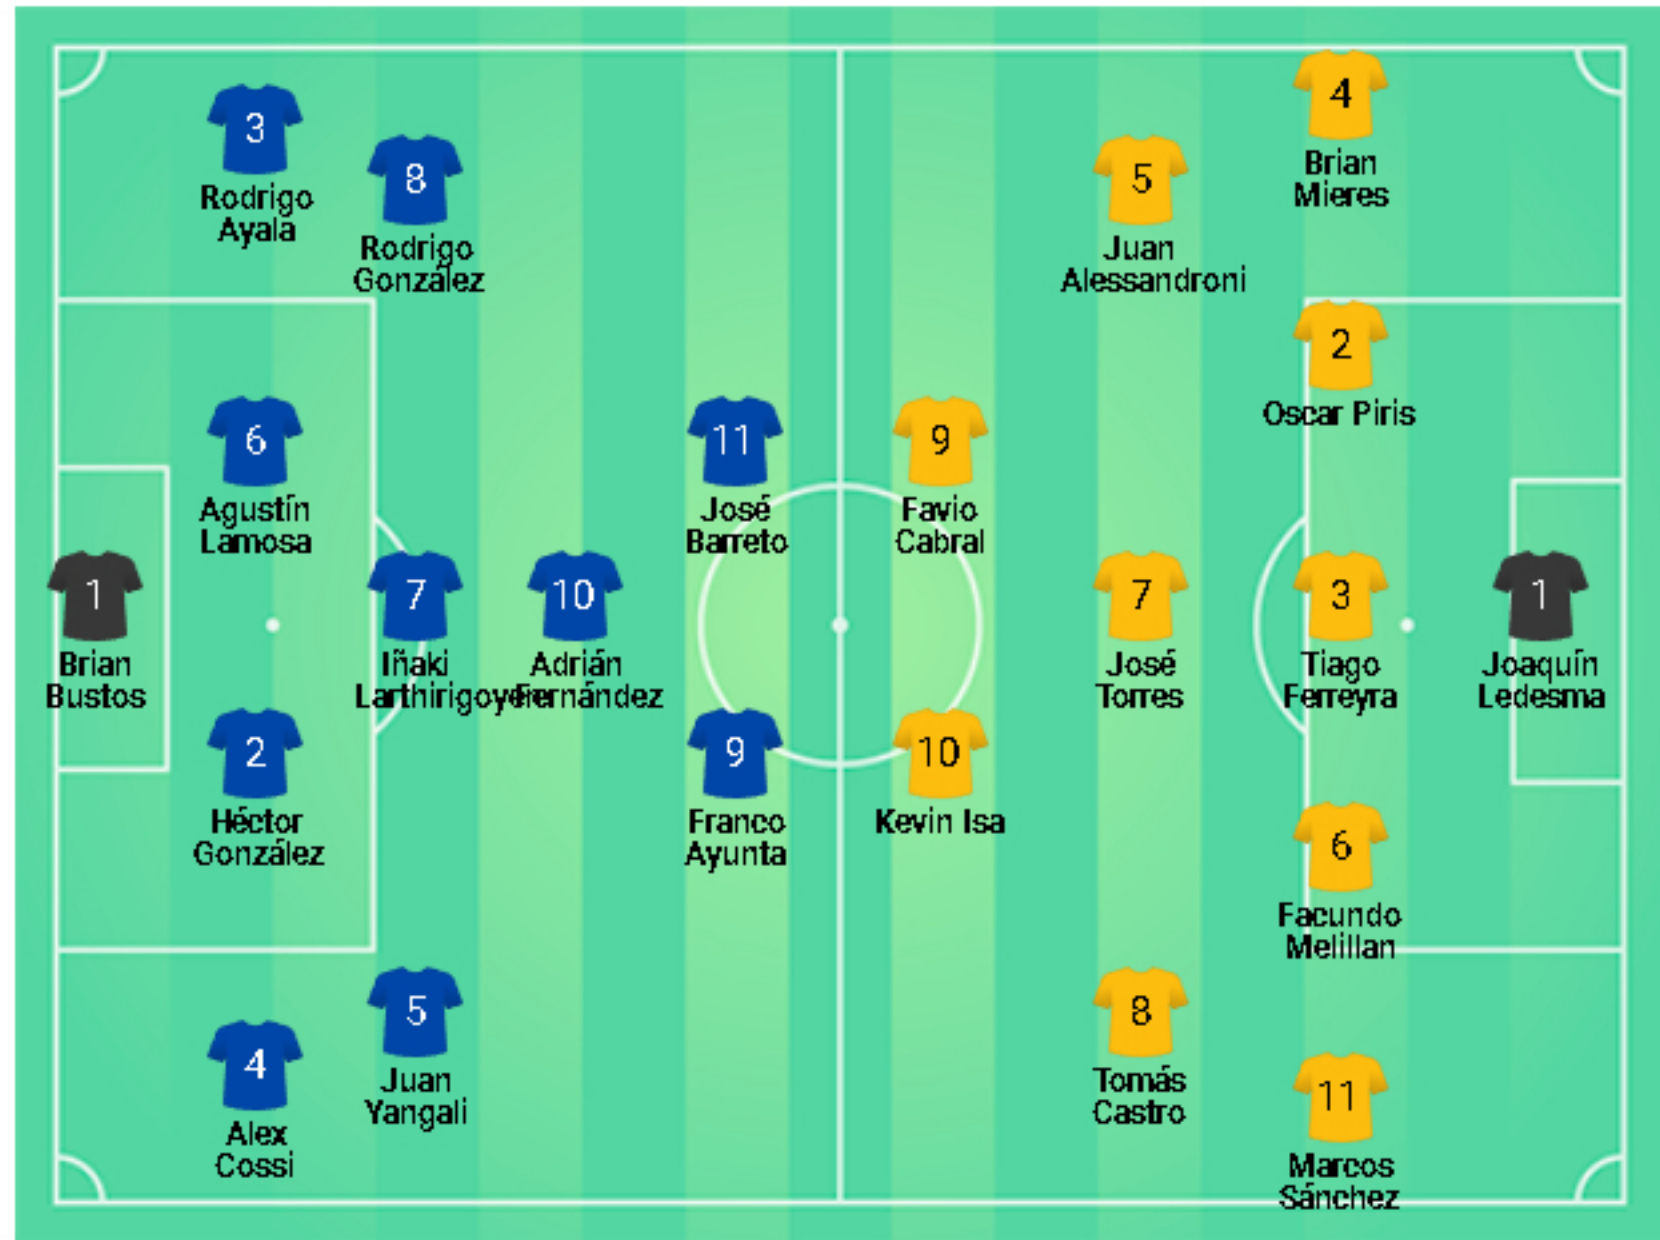 3
Rodrigo
Ayala
8
Rodrigo
González
6
Agustín
Lamosa
1
Brian
Bustos
7
Iñaki
Larthirigoyen
10
Adrián
Fernández
2
Héctor
González
4
Alex
Cossi
5
Juan
Yangali
11
José
Barreto
9
Franco
Ayunta
9
Favio
Cabral
10
Kevin Isa
5
Juan
Alessandroni
7
José
Torres
8
Tomás
Castro
4
Brian
Mieres
2
Oscar Piris
3
Tiago
Ferreyra
6
Facundo
Melillan
11
Marcos
Sánchez
1
Joaquín
Ledesma